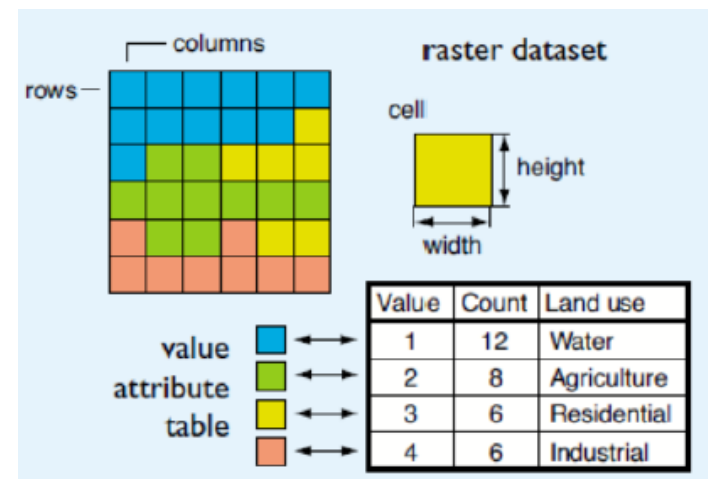 columns
raster dataset
rows
cell
height
width
Value Count Land use
1 12 Water
2 8 Agriculture
3 6 Residential
4 6 Industrial
value
attribute
table